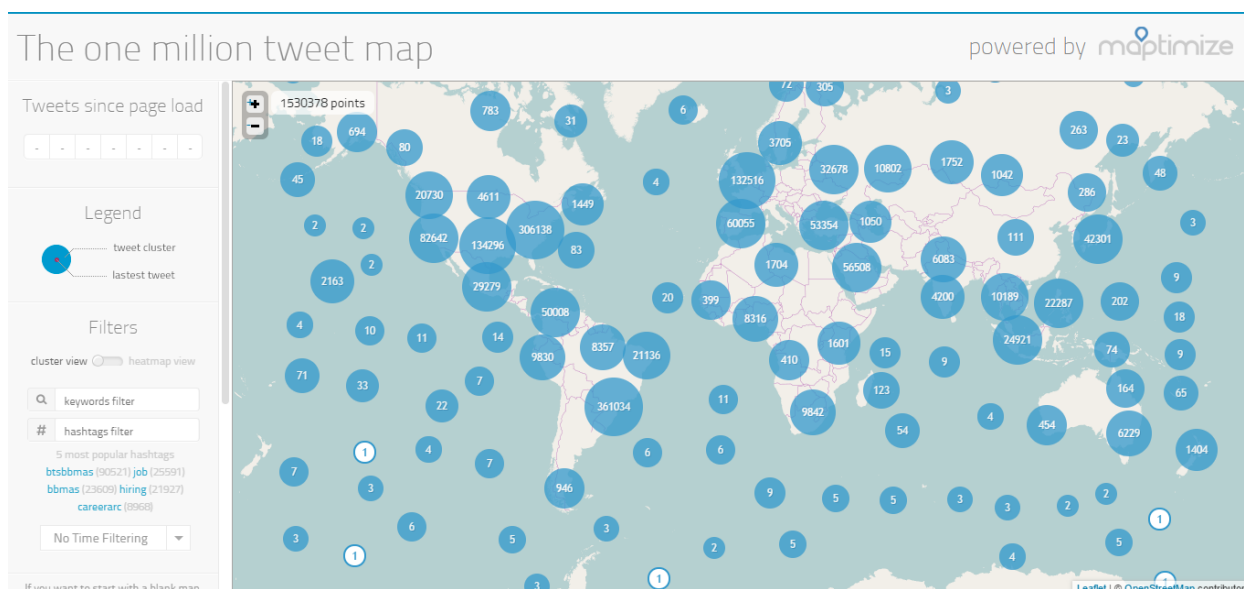 The one million tweet map
powered by maptimize
Tweets since page load
- - - - - - -
Legend
tweet cluster
lastest tweet
Filters
cluster view heatmap view
keywords filter
# hashtags filter
5 most popular hashtags
btsbbmas (90521) job (25591)
bbmas (23609) hiring (21927)
careerarc (8968)
No Time Filtering
If you want to start with a blank map
+
1530378 points
-
72 305 3
783 31 6
18 694 80 3705 263 23
45 20730 4611 1449 4 132516 32678 10802 1752 1042 286 48
2 2 82642 134296 306138 83 60055 53354 1050 111 42301 3
2163 2 29279 1704 56508 6083 9
20 399 4200 10189 22287 202
4 10 11 14 50008 8316 24921 18
9830 8357 21136 410 1601 15 9 74 9
71 33 7 123 164 65
22 361034 11 9842 54 4 454 6229
1 4 6 6 1404
7 7
3 946 9 5 5 3 3 2 2
3 1 6 5 3 2 5 4 5 1
3 1 1
Leaflet | © OpenStreetMap contributor